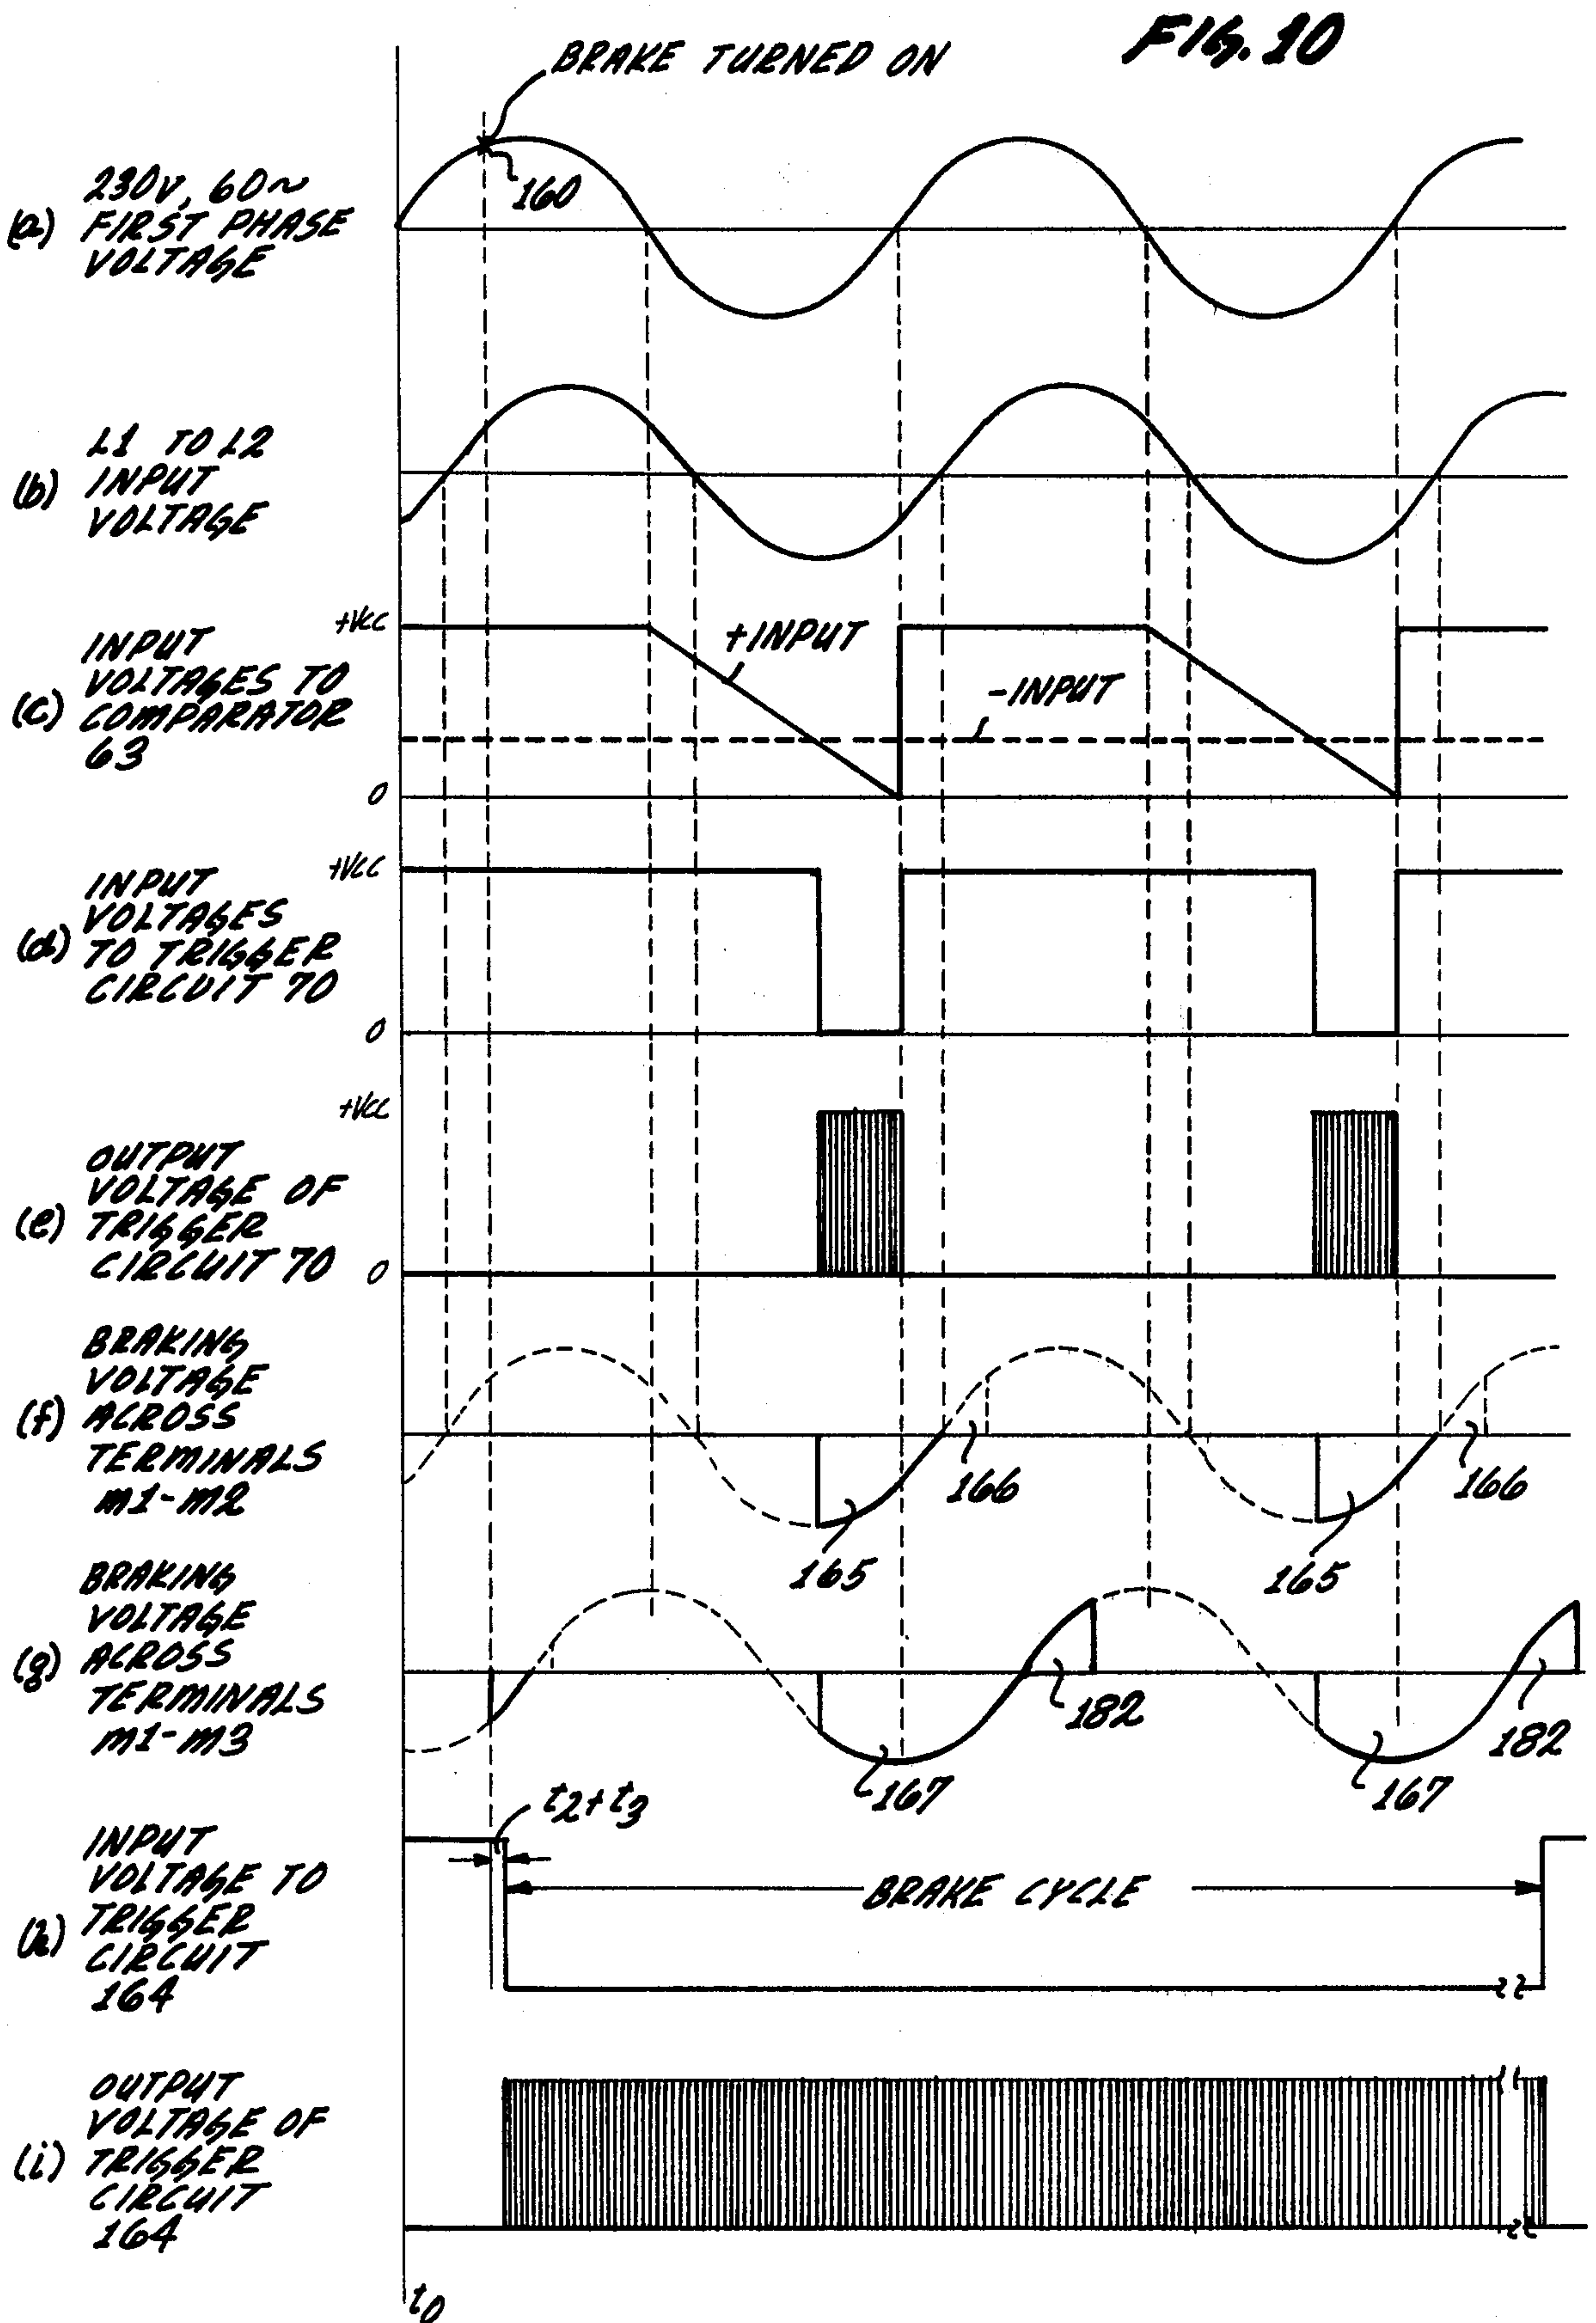 FIG. 10
BRAKE TURNED ON
160
(a) 230V, 60~
FIRST PHASE
VOLTAGE
(b) L1 TO L2
INPUT
VOLTAGE
+VCC
+INPUT
-INPUT
(c) INPUT
VOLTAGES TO
COMPARATOR
63
0
+VCC
(d) INPUT
VOLTAGES
TO TRIGGER
CIRCUIT 70
0
+VCC
(e) OUTPUT
VOLTAGE OF
TRIGGER
CIRCUIT 70
0
(f) BRAKING
VOLTAGE
ACROSS
TERMINALS
m1-m2
166
166
165
165
(g) BRAKING
VOLTAGE
ACROSS
TERMINALS
m1-m3
182
182
167
167
t2+t3
(h) INPUT
VOLTAGE TO
TRIGGER
CIRCUIT
164
BRAKE CYCLE
(i) OUTPUT
VOLTAGE OF
TRIGGER
CIRCUIT
164
t0